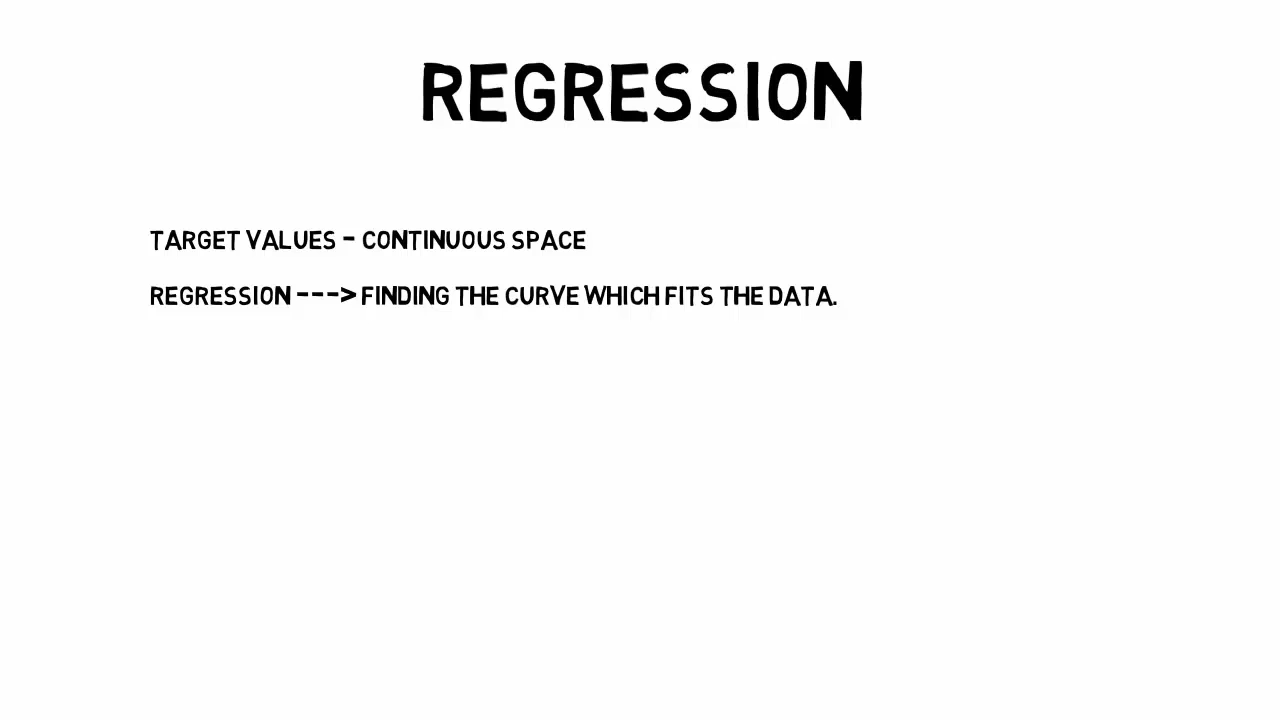 REGRESSION
TARGET VALUES - CONTINUOUS SPACE
REGRESSION ---> FINDING THE CURVE WHICH FITS THE DATA.